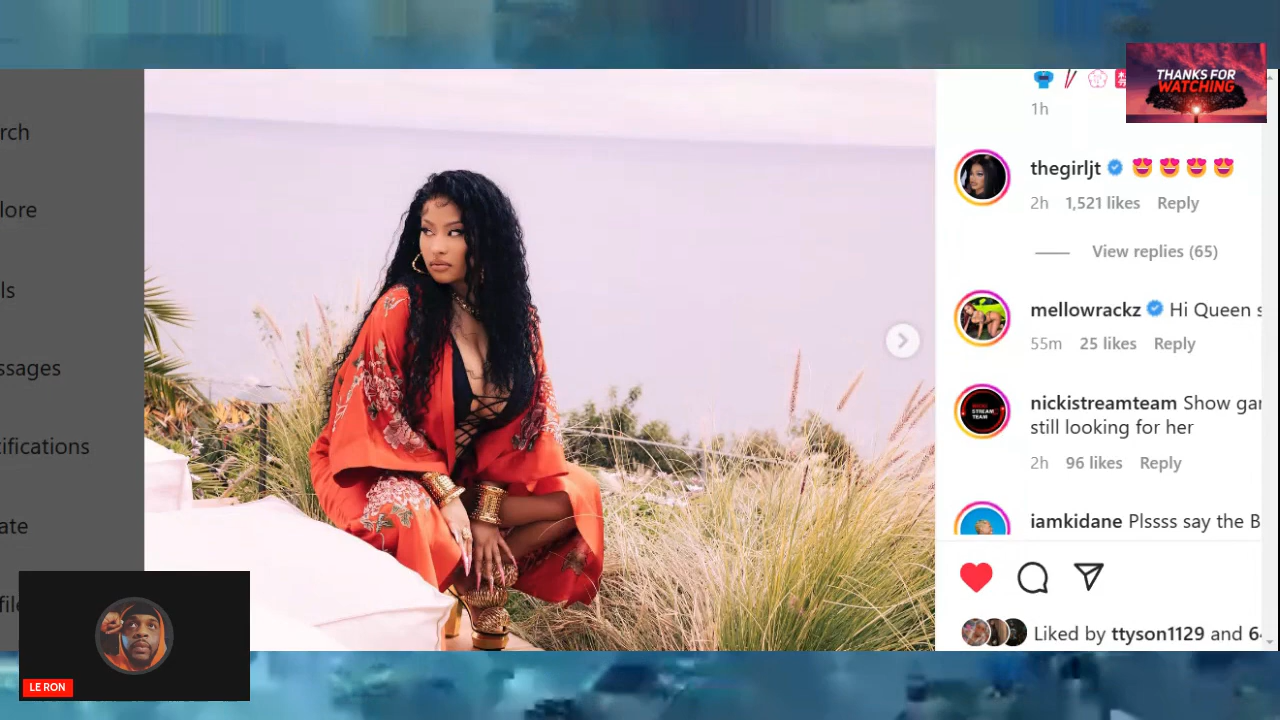 rch
lore
ls
ssages
ifications
ate
file
LE RON
THANKS FOR
WATCHING
1h
thegirljt
2h 1,521 likes Reply
View replies (65)
mellowrackz Hi Queen s
55m 25 likes Reply
nickistreamteam Show gar
still looking for her
2h 96 likes Reply
iamkidane Plssss say the B
Liked by ttyson1129 and 6